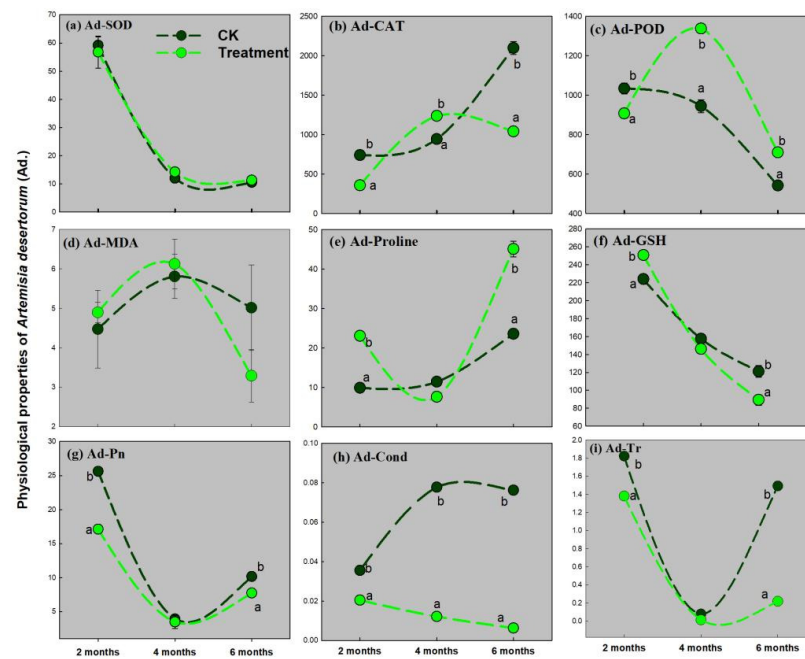 (a) Ad-SOD
CK
Treatment
70
60
50
40
30
20
10
0
(b) Ad-CAT
2500
2000
1500
1000
500
0
b
a
b
a
b
a
(c) Ad-POD
1400
1200
1000
800
600
400
b
a
b
a
b
a
Physiological properties of Artemisia desertorum (Ad.)
(d) Ad-MDA
7
6
5
4
3
2
(e) Ad-Proline
50
40
30
20
10
0
b
a
b
a
(f) Ad-GSH
280
260
240
220
200
180
160
140
120
100
80
60
b
a
b
a
(g) Ad-Pn
30
25
20
15
10
5
b
a
b
a
(h) Ad-Cond
0.10
0.08
0.06
0.04
0.02
0.00
b
a
b
a
b
a
(i) Ad-Tr
2.0
1.8
1.6
1.4
1.2
1.0
0.8
0.6
0.4
0.2
0.0
b
a
b
a
2 months 4 months 6 months
2 months 4 months 6 months
2 months 4 months 6 months